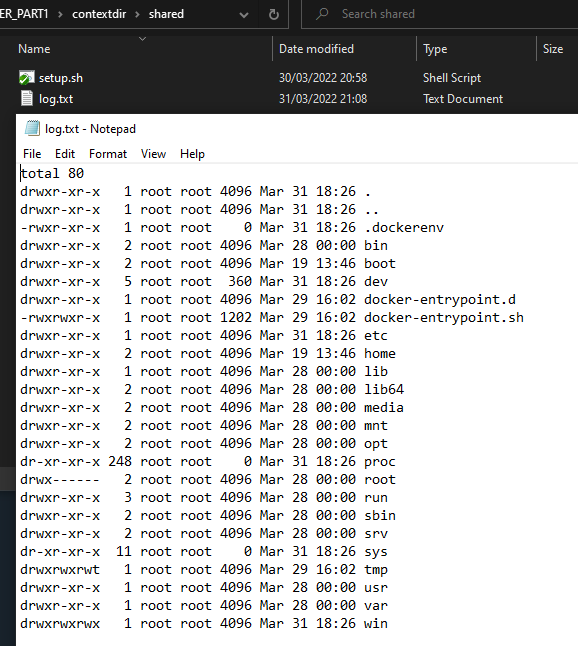 ER_PART1 > contextdir > shared
Search shared
Name Date modified Type Size
setup.sh 30/03/2022 20:58 Shell Script
log.txt 31/03/2022 21:08 Text Document
log.txt - Notepad
File Edit Format View Help
total 80
drwxr-xr-x   1 root root 4096 Mar 31 18:26 .
drwxr-xr-x   1 root root 4096 Mar 31 18:26 ..
-rwxr-xr-x   1 root root    0 Mar 31 18:26 .dockerenv
drwxr-xr-x   2 root root 4096 Mar 28 00:00 bin
drwxr-xr-x   2 root root 4096 Mar 19 13:46 boot
drwxr-xr-x   5 root root  360 Mar 31 18:26 dev
drwxr-xr-x   1 root root 4096 Mar 29 16:02 docker-entrypoint.d
-rwxrwxr-x   1 root root 1202 Mar 29 16:02 docker-entrypoint.sh
drwxr-xr-x   1 root root 4096 Mar 31 18:26 etc
drwxr-xr-x   2 root root 4096 Mar 19 13:46 home
drwxr-xr-x   1 root root 4096 Mar 28 00:00 lib
drwxr-xr-x   2 root root 4096 Mar 28 00:00 lib64
drwxr-xr-x   2 root root 4096 Mar 28 00:00 media
drwxr-xr-x   2 root root 4096 Mar 28 00:00 mnt
drwxr-xr-x   2 root root 4096 Mar 28 00:00 opt
dr-xr-xr-x 248 root root    0 Mar 31 18:26 proc
drwx------   2 root root 4096 Mar 28 00:00 root
drwxr-xr-x   3 root root 4096 Mar 28 00:00 run
drwxr-xr-x   2 root root 4096 Mar 28 00:00 sbin
drwxr-xr-x   2 root root 4096 Mar 28 00:00 srv
dr-xr-xr-x  11 root root    0 Mar 31 18:26 sys
drwxrwxrwt   1 root root 4096 Mar 29 16:02 tmp
drwxr-xr-x   1 root root 4096 Mar 28 00:00 usr
drwxr-xr-x   1 root root 4096 Mar 28 00:00 var
drwxrwxrwx   1 root root 4096 Mar 31 18:26 win